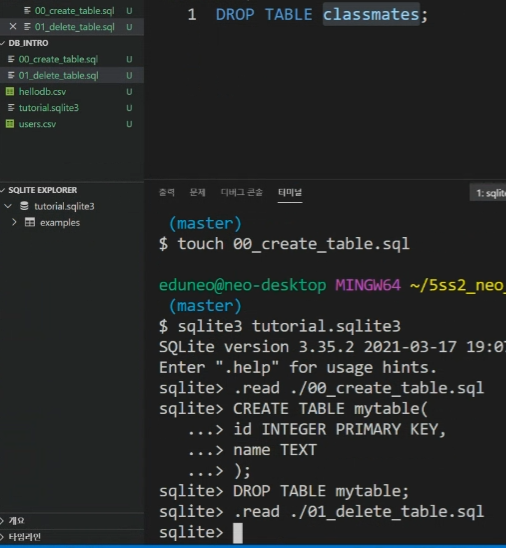 00_create_table.sql U
01_delete_table.sql U
DB_INTRO
00_create_table.sql U
01_delete_table.sql U
hellodb.csv U
tutorial.sqlite3 U
users.csv U
SQLITE EXPLORER
tutorial.sqlite3
examples
개요
타임라인
1 DROP TABLE classmates;
출력 문제 디버그 콘솔 터미널 1: sqlite
(master)
$ touch 00_create_table.sql
eduneo@neo-desktop MINGW64 ~/5ss2_neo_
(master)
$ sqlite3 tutorial.sqlite3
SQLite version 3.35.2 2021-03-17 19:07
Enter ".help" for usage hints.
sqlite> .read ./00_create_table.sql
sqlite> CREATE TABLE mytable(
...> id INTEGER PRIMARY KEY,
...> name TEXT
...> );
sqlite> DROP TABLE mytable;
sqlite> .read ./01_delete_table.sql
sqlite>